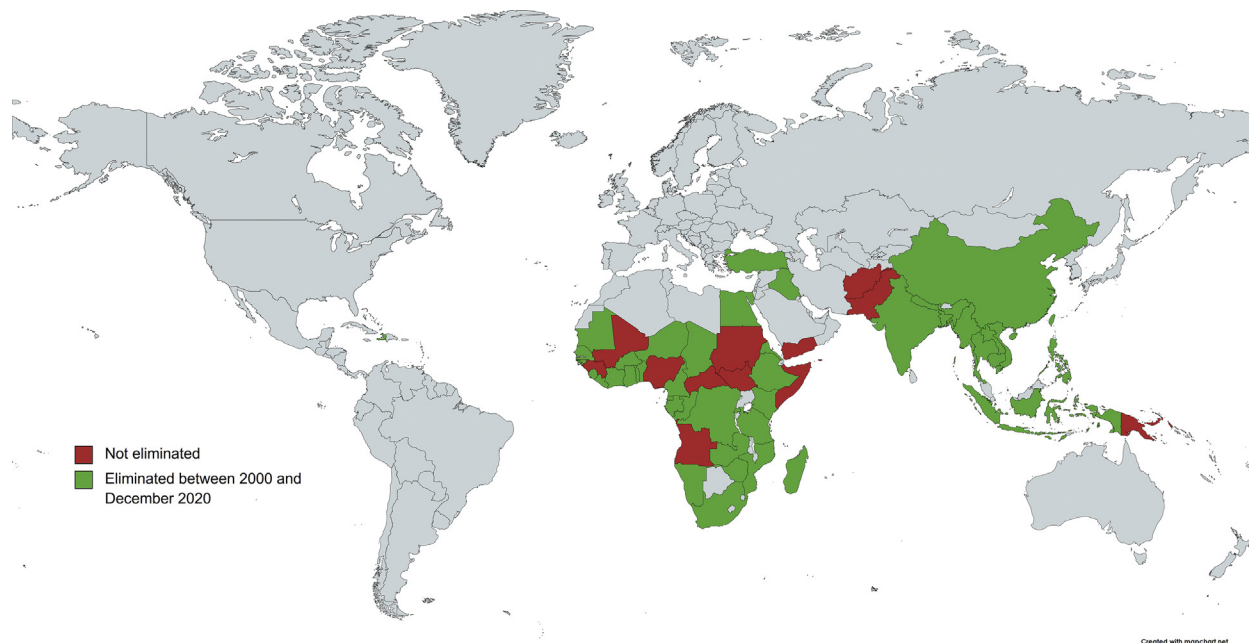 Not eliminated
Eliminated between 2000 and
December 2020
Created with mapchart.net